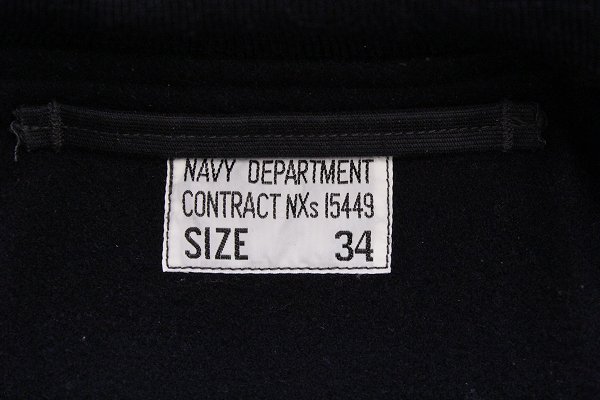 NAVY DEPARTMENT
CONTRACT NXs 15449
SIZE 34